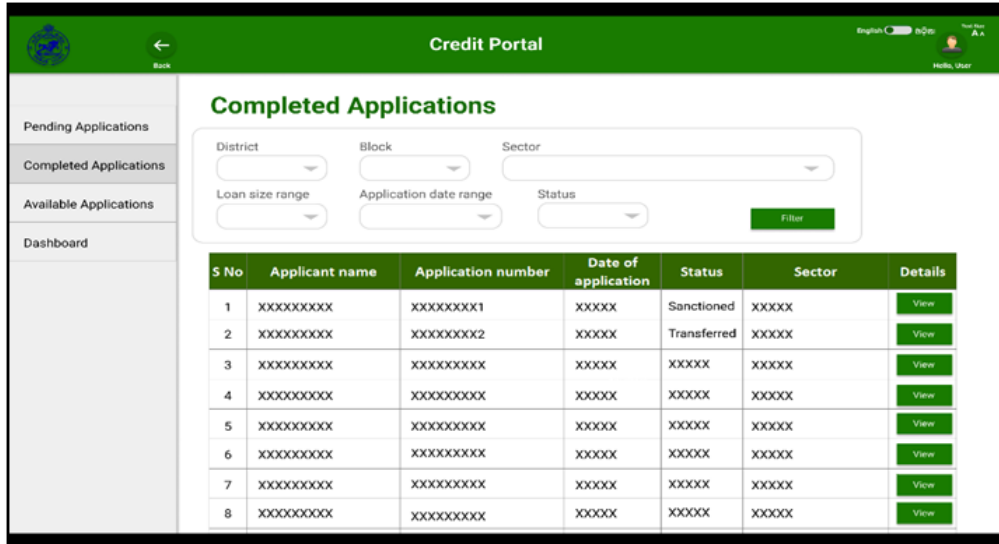 Back
Credit Portal
English ଓଡ଼ିଆ
Text Size
A A
Hello, User
Pending Applications
Completed Applications
Available Applications
Dashboard
Completed Applications
District Block Sector
Loan size range Application date range Status
Filter
S No Applicant name Application number Date of application Status Sector Details
1 XXXXXXXXX XXXXXXXX1 XXXXX Sanctioned XXXXX View
2 XXXXXXXXX XXXXXXXX2 XXXXX Transferred XXXXX View
3 XXXXXXXXX XXXXXXXXX XXXXX XXXXX XXXXX View
4 XXXXXXXXX XXXXXXXXX XXXXX XXXXX XXXXX View
5 XXXXXXXXX XXXXXXXXX XXXXX XXXXX XXXXX View
6 XXXXXXXXX XXXXXXXXX XXXXX XXXXX XXXXX View
7 XXXXXXXXX XXXXXXXXX XXXXX XXXXX XXXXX View
8 XXXXXXXXX XXXXXXXXX XXXXX XXXXX XXXXX View